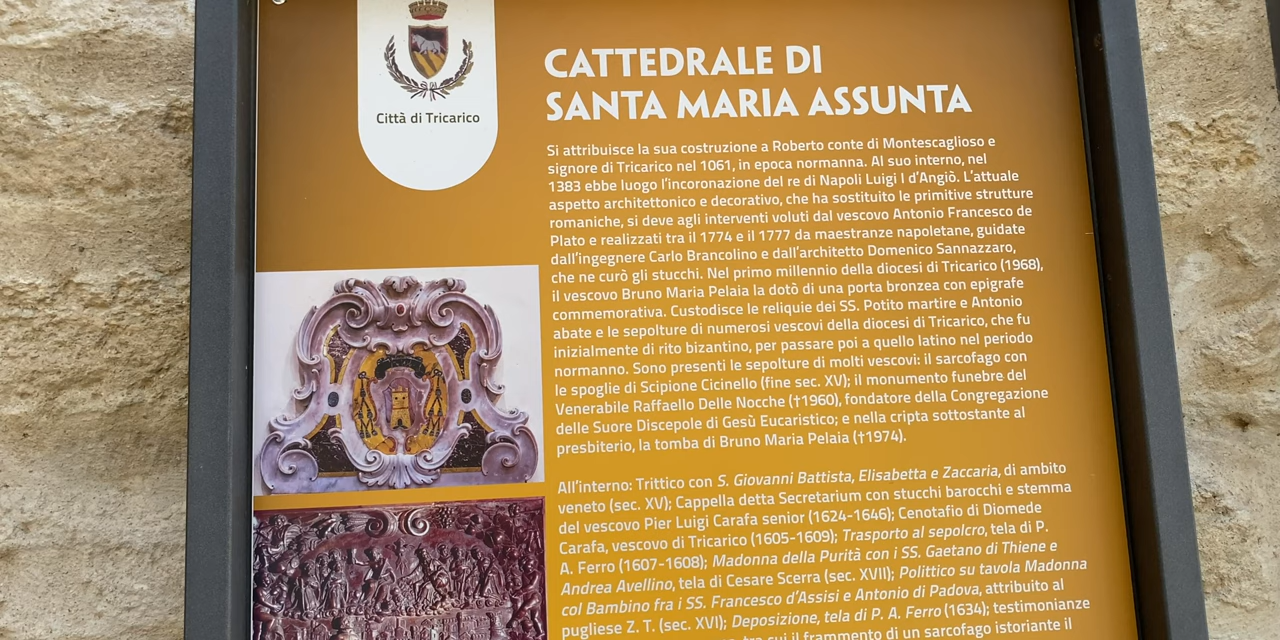 Città di Tricarico
CATTEDRALE DI
SANTA MARIA ASSUNTA
Si attribuisce la sua costruzione a Roberto conte di Montescaglioso e
signore di Tricarico nel 1061, in epoca normanna. Al suo interno, nel
1383 ebbe luogo l'incoronazione del re di Napoli Luigi I d'Angiò. L'attuale
aspetto architettonico e decorativo, che ha sostituito le primitive strutture
romaniche, si deve agli interventi voluti dal vescovo Antonio Francesco de
Plato e realizzati tra il 1774 e il 1777 da maestranze napoletane, guidate
dall'ingegnere Carlo Brancolino e dall'architetto Domenico Sannazzaro,
che ne curò gli stucchi. Nel primo millennio della diocesi di Tricarico (1968),
il vescovo Bruno Maria Pelaia la dotò di una porta bronzea con epigrafe
commemorativa. Custodisce le reliquie dei SS. Potito martire e Antonio
abate e le sepolture di numerosi vescovi della diocesi di Tricarico, che fu
inizialmente di rito bizantino, per passare poi a quello latino nel periodo
normanno. Sono presenti le sepolture di molti vescovi: il sarcofago con
le spoglie di Scipione Cicinello (fine sec. XV); il monumento funebre del
Venerabile Raffaello Delle Nocche (†1960), fondatore della Congregazione
delle Suore Discepole di Gesù Eucaristico; e nella cripta sottostante al
presbiterio, la tomba di Bruno Maria Pelaia (†1974).
All'interno: Trittico con S. Giovanni Battista, Elisabetta e Zaccaria, di ambito
veneto (sec. XV); Cappella detta Secretarium con stucchi barocchi e stemma
del vescovo Pier Luigi Carafa senior (1624-1646); Cenotafio di Diomede
Carafa, vescovo di Tricarico (1605-1609); Trasporto al sepolcro, tela di P.
A. Ferro (1607-1608); Madonna della Purità con i SS. Gaetano di Thiene e
Andrea Avellino, tela di Cesare Scerra (sec. XVII); Polittico su tavola Madonna
col Bambino fra i SS. Francesco d'Assisi e Antonio di Padova, attribuito al
pugliese Z. T. (sec. XVI); Deposizione, tela di P. A. Ferro (1634); testimonianze
tra cui il frammento di un sarcofago istoriante il